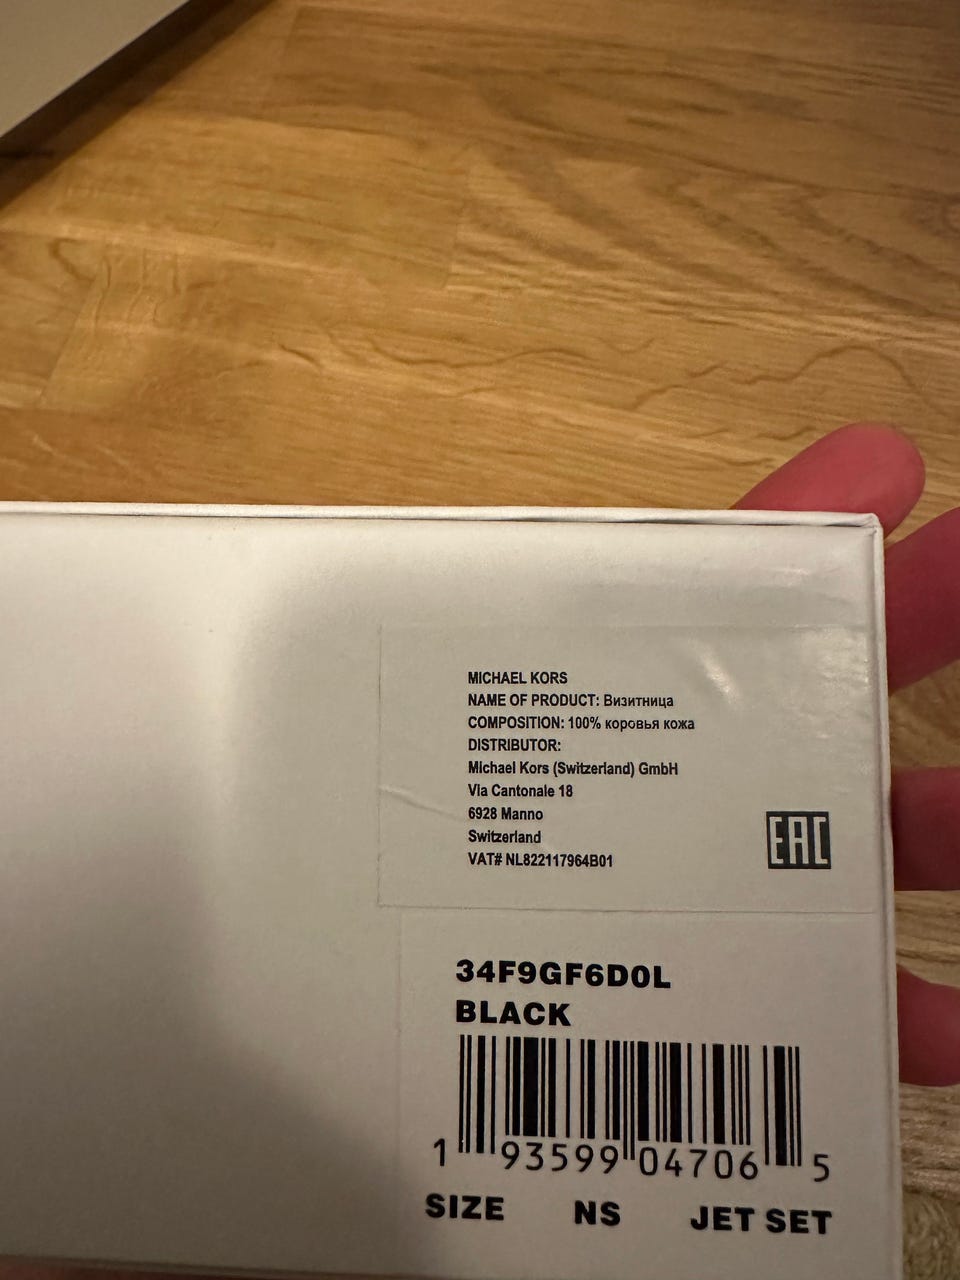 MICHAEL KORS
NAME OF PRODUCT: Визитница
COMPOSITION: 100% коровья кожа
DISTRIBUTOR:
Michael Kors (Switzerland) GmbH
Via Cantonale 18
6928 Manno
Switzerland
VAT# NL822117964B01
EAC
34F9GF6D0L
BLACK
1 93599 04706 5
SIZE NS JET SET